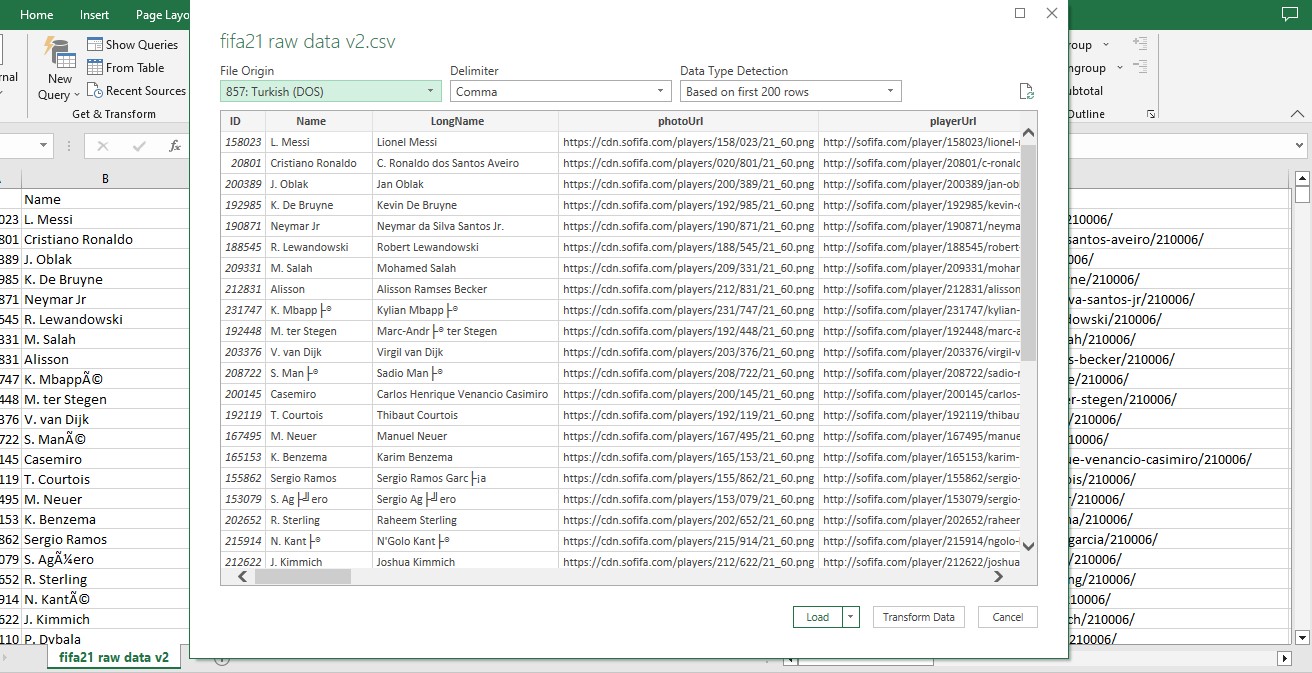 Home Insert Page Layo
Show Queries
From Table
Recent Sources
New
Query
Get & Transform
fx
B
Name
023 L. Messi
801 Cristiano Ronaldo
389 J. Oblak
985 K. De Bruyne
871 Neymar Jr
545 R. Lewandowski
331 M. Salah
831 Alisson
747 K. MbappÃ©
448 M. ter Stegen
376 V. van Dijk
722 S. ManÃ©
145 Casemiro
119 T. Courtois
495 M. Neuer
153 K. Benzema
862 Sergio Ramos
079 S. AgÃ¼ero
652 R. Sterling
914 N. KantÃ©
622 J. Kimmich
110 P. Dybala
fifa21 raw data v2
fifa21 raw data v2.csv
File Origin Delimiter Data Type Detection
857: Turkish (DOS) Comma Based on first 200 rows
ID Name LongName photoUrl playerUrl
158023 L. Messi Lionel Messi https://cdn.sofifa.com/players/158/023/21_60.png http://sofifa.com/player/158023/lionel-
20801 Cristiano Ronaldo C. Ronaldo dos Santos Aveiro https://cdn.sofifa.com/players/020/801/21_60.png http://sofifa.com/player/20801/c-ronald
200389 J. Oblak Jan Oblak https://cdn.sofifa.com/players/200/389/21_60.png http://sofifa.com/player/200389/jan-ob
192985 K. De Bruyne Kevin De Bruyne https://cdn.sofifa.com/players/192/985/21_60.png http://sofifa.com/player/192985/kevin-
190871 Neymar Jr Neymar da Silva Santos Jr. https://cdn.sofifa.com/players/190/871/21_60.png http://sofifa.com/player/190871/neyma
188545 R. Lewandowski Robert Lewandowski https://cdn.sofifa.com/players/188/545/21_60.png http://sofifa.com/player/188545/robert-
209331 M. Salah Mohamed Salah https://cdn.sofifa.com/players/209/331/21_60.png http://sofifa.com/player/209331/mohar
212831 Alisson Alisson Ramses Becker https://cdn.sofifa.com/players/212/831/21_60.png http://sofifa.com/player/212831/alisson
231747 K. Mbapp├® Kylian Mbapp├® https://cdn.sofifa.com/players/231/747/21_60.png http://sofifa.com/player/231747/kylian-
192448 M. ter Stegen Marc-Andr├® ter Stegen https://cdn.sofifa.com/players/192/448/21_60.png http://sofifa.com/player/192448/marc-a
203376 V. van Dijk Virgil van Dijk https://cdn.sofifa.com/players/203/376/21_60.png http://sofifa.com/player/203376/virgil-v
208722 S. Man├® Sadio Man├® https://cdn.sofifa.com/players/208/722/21_60.png http://sofifa.com/player/208722/sadio-
200145 Casemiro Carlos Henrique Venancio Casimiro https://cdn.sofifa.com/players/200/145/21_60.png http://sofifa.com/player/200145/carlos-
192119 T. Courtois Thibaut Courtois https://cdn.sofifa.com/players/192/119/21_60.png http://sofifa.com/player/192119/thibau
167495 M. Neuer Manuel Neuer https://cdn.sofifa.com/players/167/495/21_60.png http://sofifa.com/player/167495/manue
165153 K. Benzema Karim Benzema https://cdn.sofifa.com/players/165/153/21_60.png http://sofifa.com/player/165153/karim-
155862 Sergio Ramos Sergio Ramos Garc├¡a https://cdn.sofifa.com/players/155/862/21_60.png http://sofifa.com/player/155862/sergio-
153079 S. Ag├╝ero Sergio Ag├╝ero https://cdn.sofifa.com/players/153/079/21_60.png http://sofifa.com/player/153079/sergio-
202652 R. Sterling Raheem Sterling https://cdn.sofifa.com/players/202/652/21_60.png http://sofifa.com/player/202652/raheer
215914 N. Kant├® N'Golo Kant├® https://cdn.sofifa.com/players/215/914/21_60.png http://sofifa.com/player/215914/ngolo-
212622 J. Kimmich Joshua Kimmich https://cdn.sofifa.com/players/212/622/21_60.png http://sofifa.com/player/212622/joshua
Load Transform Data Cancel
roup
ngroup
ubtotal
Outline
210006/
santos-aveiro/210006/
006/
ne/210006/
va-santos-jr/210006/
dowski/210006/
ah/210006/
s-becker/210006/
e/210006/
er-stegen/210006/
/210006/
10006/
ue-venancio-casimiro/210006/
ois/210006/
r/210006/
na/210006/
garcia/210006/
/210006/
ng/210006/
10006/
ch/210006/
210006/